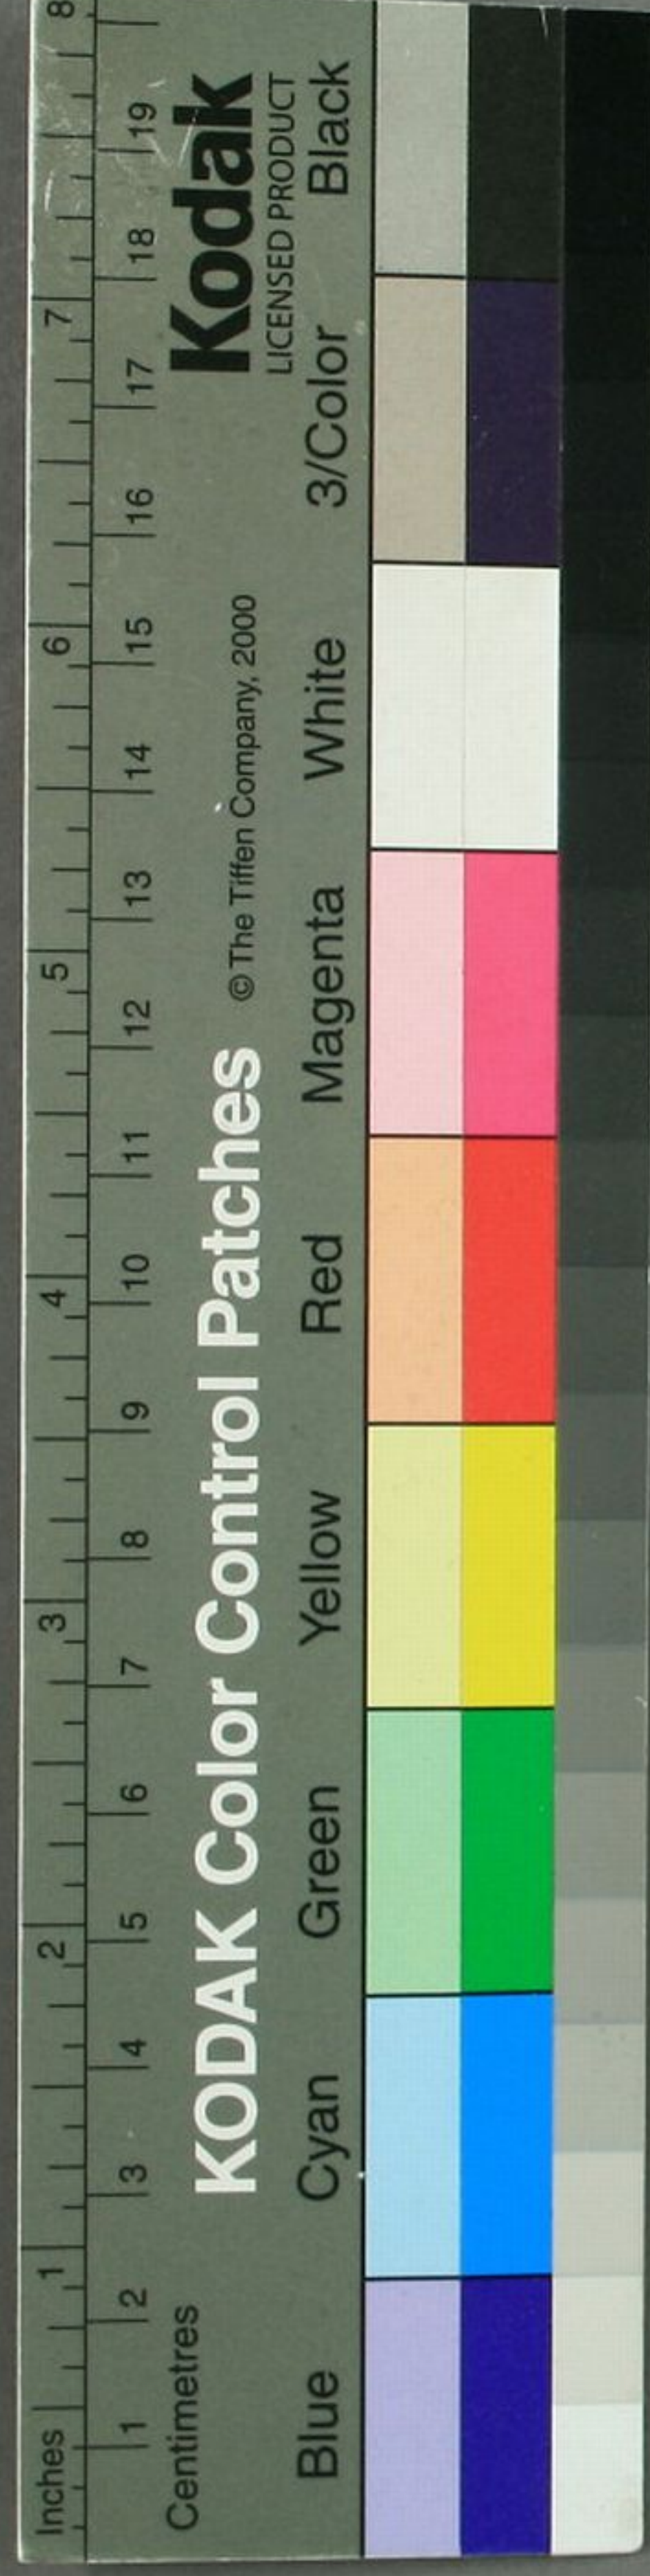 Inches 1 2 3 4 5 6 7 8
1 2 3 4 5 6 7 8 9 10 11 12 13 14 15 16 17 18 19
Centimetres
KODAK Color Control Patches © The Tiffen Company, 2000 Kodak
LICENSED PRODUCT
Blue Cyan Green Yellow Red Magenta White 3/Color Black